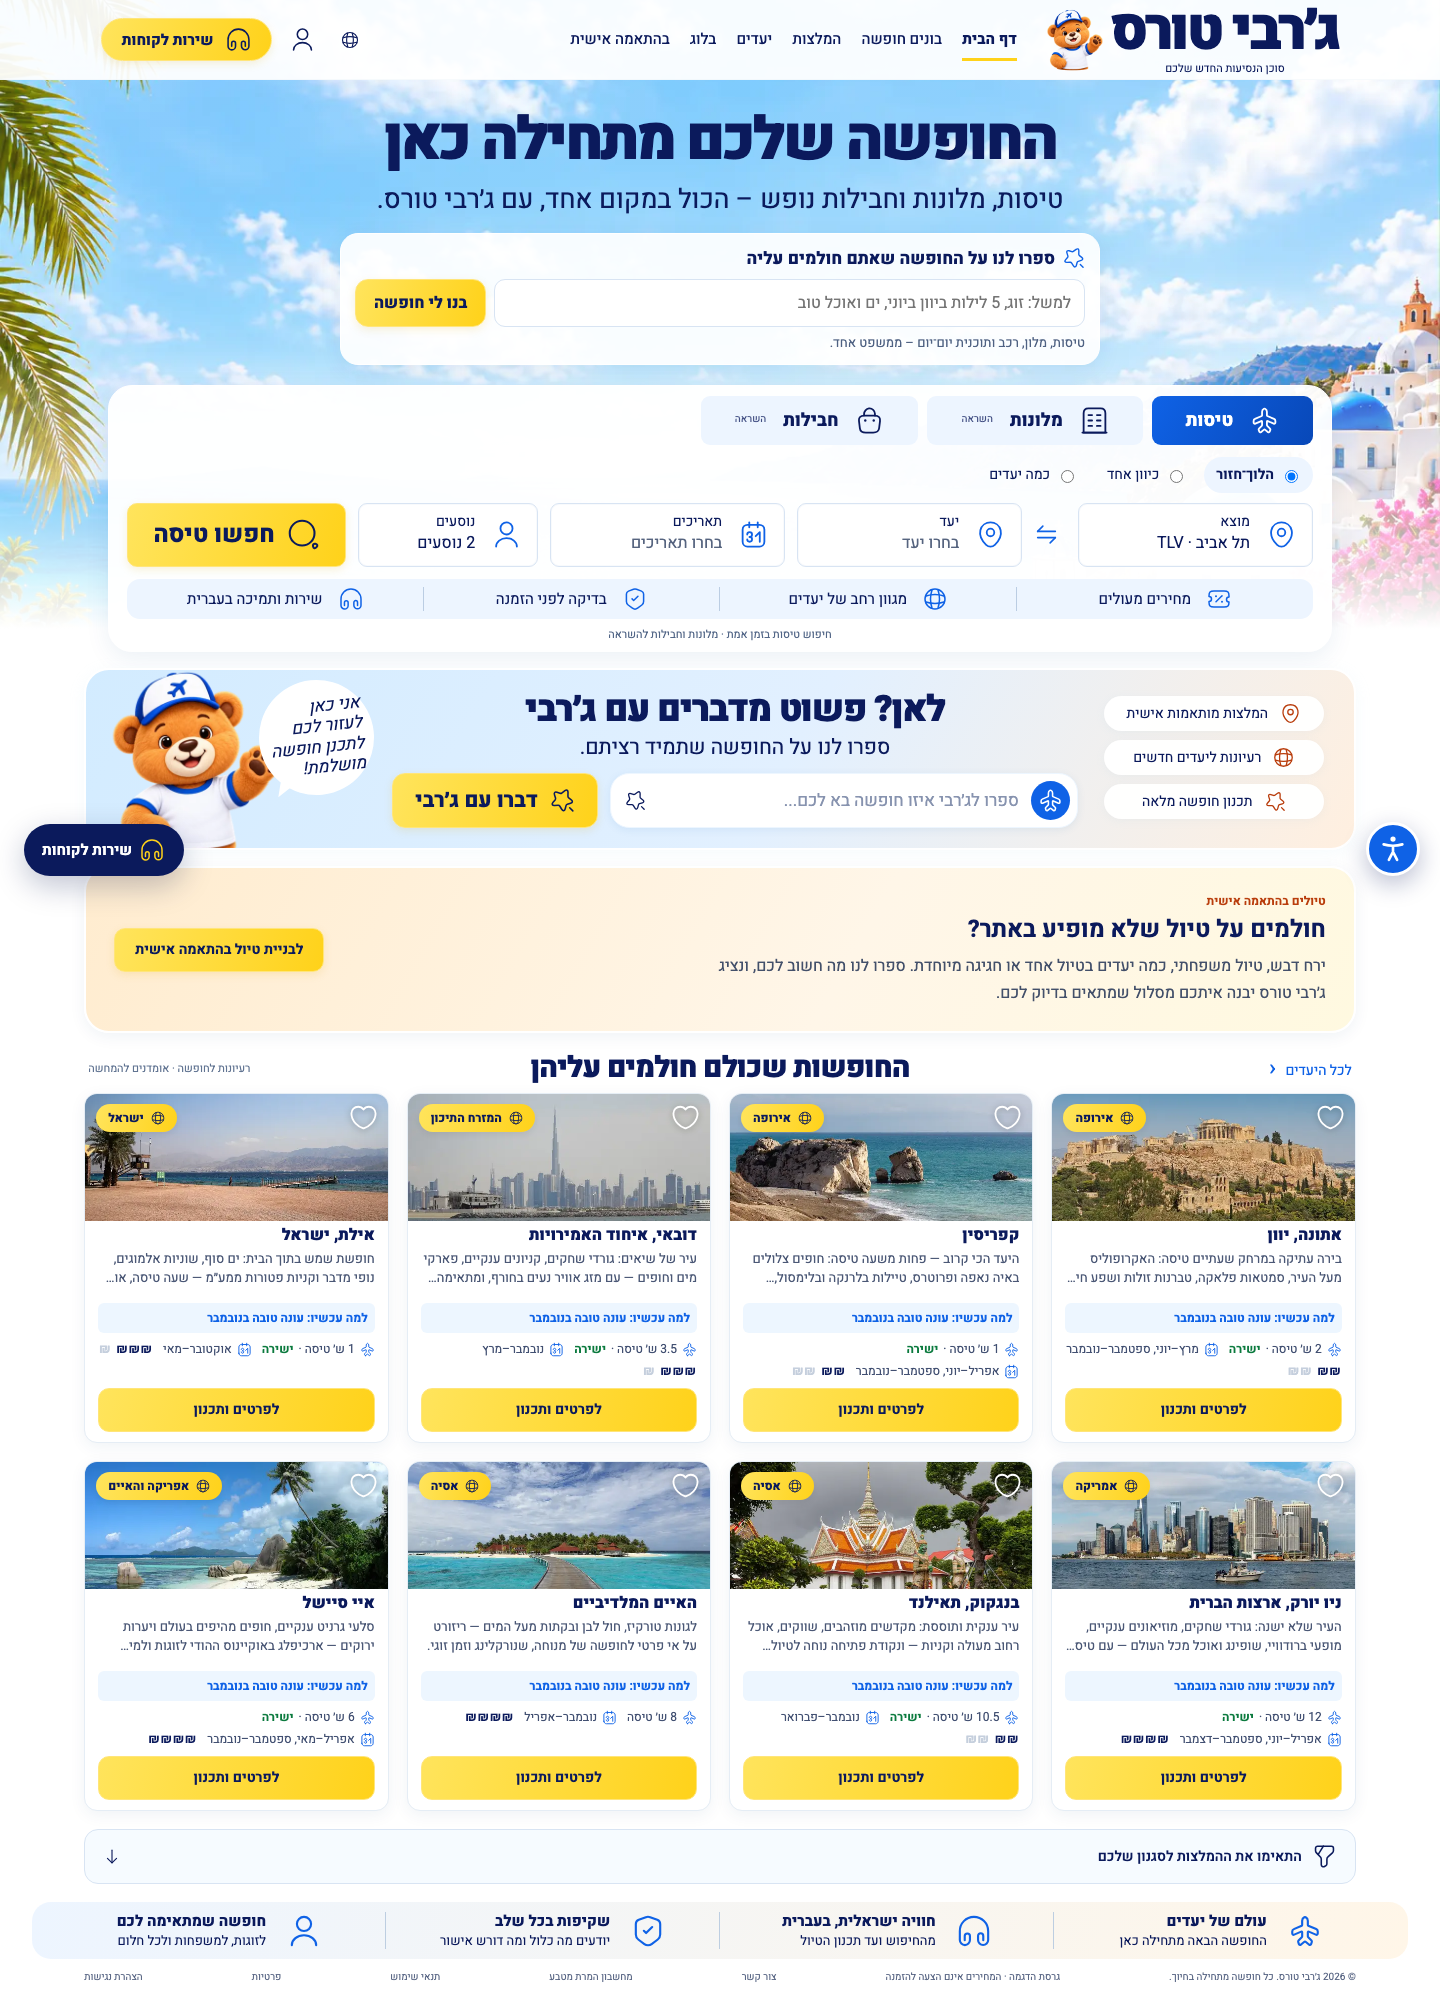 ג׳רבי טורס
סוכן הנסיעות החדש שלכם
דף הבית
בונים חופשה
המלצות
יעדים
בלוג
בהתאמה אישית
שירות לקוחות
החופשה שלכם מתחילה כאן
טיסות, מלונות וחבילות נופש – הכול במקום אחד, עם ג׳רבי טורס.
ספרו לנו על החופשה שאתם חולמים עליה
למשל: זוג, 5 לילות ביוון ביוני, ים ואוכל טוב
בנו לי חופשה
טיסות, מלון, רכב ותוכנית יום־יום – ממשפט אחד.
טיסות
מלונות השראה
חבילות השראה
הלוך־חזור
כיוון אחד
כמה יעדים
מוצא
תל אביב · TLV
יעד
בחרו יעד
תאריכים
בחרו תאריכים
נוסעים
2 נוסעים
חפשו טיסה
מחירים מעולים
מגוון רחב של יעדים
בדיקה לפני הזמנה
שירות ותמיכה בעברית
חיפוש טיסות בזמן אמת · מלונות וחבילות להשראה
המלצות מותאמות אישית
רעיונות ליעדים חדשים
תכנון חופשה מלאה
לאן? פשוט מדברים עם ג׳רבי
ספרו לנו על החופשה שתמיד רציתם.
ספרו לג׳רבי איזו חופשה בא לכם...
דברו עם ג׳רבי
אני כאן
לעזור לכם
לתכנן חופשה
מושלמת!
שירות לקוחות
טיולים בהתאמה אישית
חולמים על טיול שלא מופיע באתר?
ירח דבש, טיול משפחתי, כמה יעדים בטיול אחד או חגיגה מיוחדת. ספרו לנו מה חשוב לכם, ונציג
ג׳רבי טורס יבנה איתכם מסלול שמתאים בדיוק לכם.
לבניית טיול בהתאמה אישית
לכל היעדים ‹
החופשות שכולם חולמים עליהן
רעיונות לחופשה · אומדנים להמחשה
אירופה
אתונה, יוון
בירה עתיקה במרחק שעתיים טיסה: האקרופוליס
מעל העיר, סמטאות פלאקה, טברנות זולות ושפע חי...
למה עכשיו: עונה טובה בנובמבר
2 ש׳ טיסה · ישירה מרץ–יוני, ספטמבר–נובמבר
₪₪₪₪
לפרטים ותכנון
אירופה
קפריסין
היעד הכי קרוב — פחות משעה טיסה: חופים צלולים
באיה נאפה ופרוטרס, טיילות בלרנקה ובלימסול,...
למה עכשיו: עונה טובה בנובמבר
1 ש׳ טיסה · ישירה
אפריל–יוני, ספטמבר–נובמבר ₪₪₪₪
לפרטים ותכנון
המזרח התיכון
דובאי, איחוד האמירויות
עיר של שיאים: גורדי שחקים, קניונים ענקיים, פארקי
מים וחופים — עם מזג אוויר נעים בחורף, ומתאימה...
למה עכשיו: עונה טובה בנובמבר
3.5 ש׳ טיסה · ישירה נובמבר–מרץ
₪₪₪₪
לפרטים ותכנון
ישראל
אילת, ישראל
חופשת שמש בתוך הבית: ים סוף, שוניות אלמוגים,
נופי מדבר וקניות פטורות ממע״מ — שעה טיסה, או...
למה עכשיו: עונה טובה בנובמבר
1 ש׳ טיסה · ישירה אוקטובר–מאי ₪₪₪₪
לפרטים ותכנון
אמריקה
ניו יורק, ארצות הברית
העיר שלא ישנה: גורדי שחקים, מוזיאונים ענקיים,
מופעי ברודוויי, שופינג ואוכל מכל העולם — עם טיס...
למה עכשיו: עונה טובה בנובמבר
12 ש׳ טיסה · ישירה
אפריל–יוני, ספטמבר–דצמבר ₪₪₪₪
לפרטים ותכנון
אסיה
בנגקוק, תאילנד
עיר ענקית ותוססת: מקדשים מוזהבים, שווקים, אוכל
רחוב מעולה וקניות — ונקודת פתיחה נוחה לטיול...
למה עכשיו: עונה טובה בנובמבר
10.5 ש׳ טיסה · ישירה נובמבר–פברואר
₪₪₪₪
לפרטים ותכנון
אסיה
האיים המלדיביים
לגונות טורקיז, חול לבן ובקתות מעל המים — ריזורט
על אי פרטי לחופשה של מנוחה, שנורקלינג וזמן זוגי.
למה עכשיו: עונה טובה בנובמבר
8 ש׳ טיסה נובמבר–אפריל ₪₪₪₪
לפרטים ותכנון
אפריקה והאיים
איי סיישל
סלעי גרניט ענקיים, חופים מהיפים בעולם ויערות
ירוקים — ארכיפלג באוקיינוס ההודי לזוגות ולמי...
למה עכשיו: עונה טובה בנובמבר
6 ש׳ טיסה · ישירה
אפריל–מאי, ספטמבר–נובמבר ₪₪₪₪
לפרטים ותכנון
התאימו את ההמלצות לסגנון שלכם
עולם של יעדים
החופשה הבאה מתחילה כאן
חוויה ישראלית, בעברית
מהחיפוש ועד תכנון הטיול
שקיפות בכל שלב
יודעים מה כלול ומה דורש אישור
חופשה שמתאימה לכם
לזוגות, למשפחות ולכל חלום
© 2026 ג׳רבי טורס. כל חופשה מתחילה בחיוך.
גרסת הדגמה · המחירים אינם הצעה להזמנה
צור קשר
מחשבון המרת מטבע
תנאי שימוש
פרטיות
הצהרת נגישות